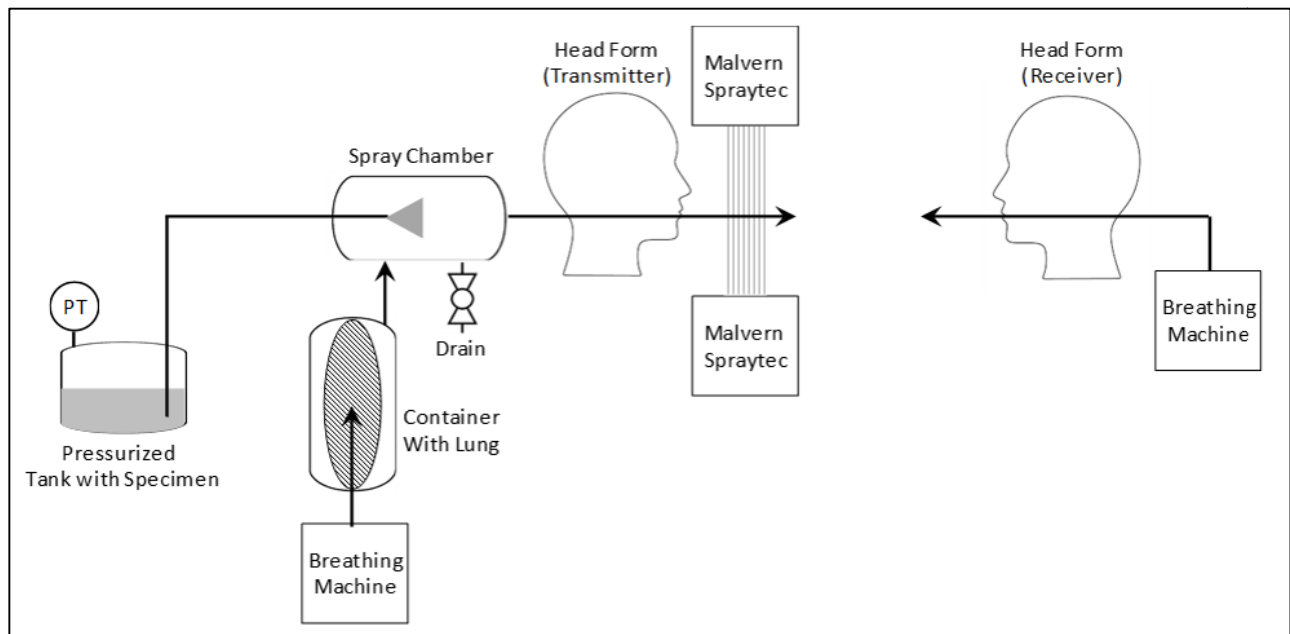 Head Form
(Transmitter)
Malvern
Spraytec
Head Form
(Receiver)
Spray Chamber
PT
Drain
Malvern
Spraytec
Breathing
Machine
Container
With Lung
Pressurized
Tank with Specimen
Breathing
Machine